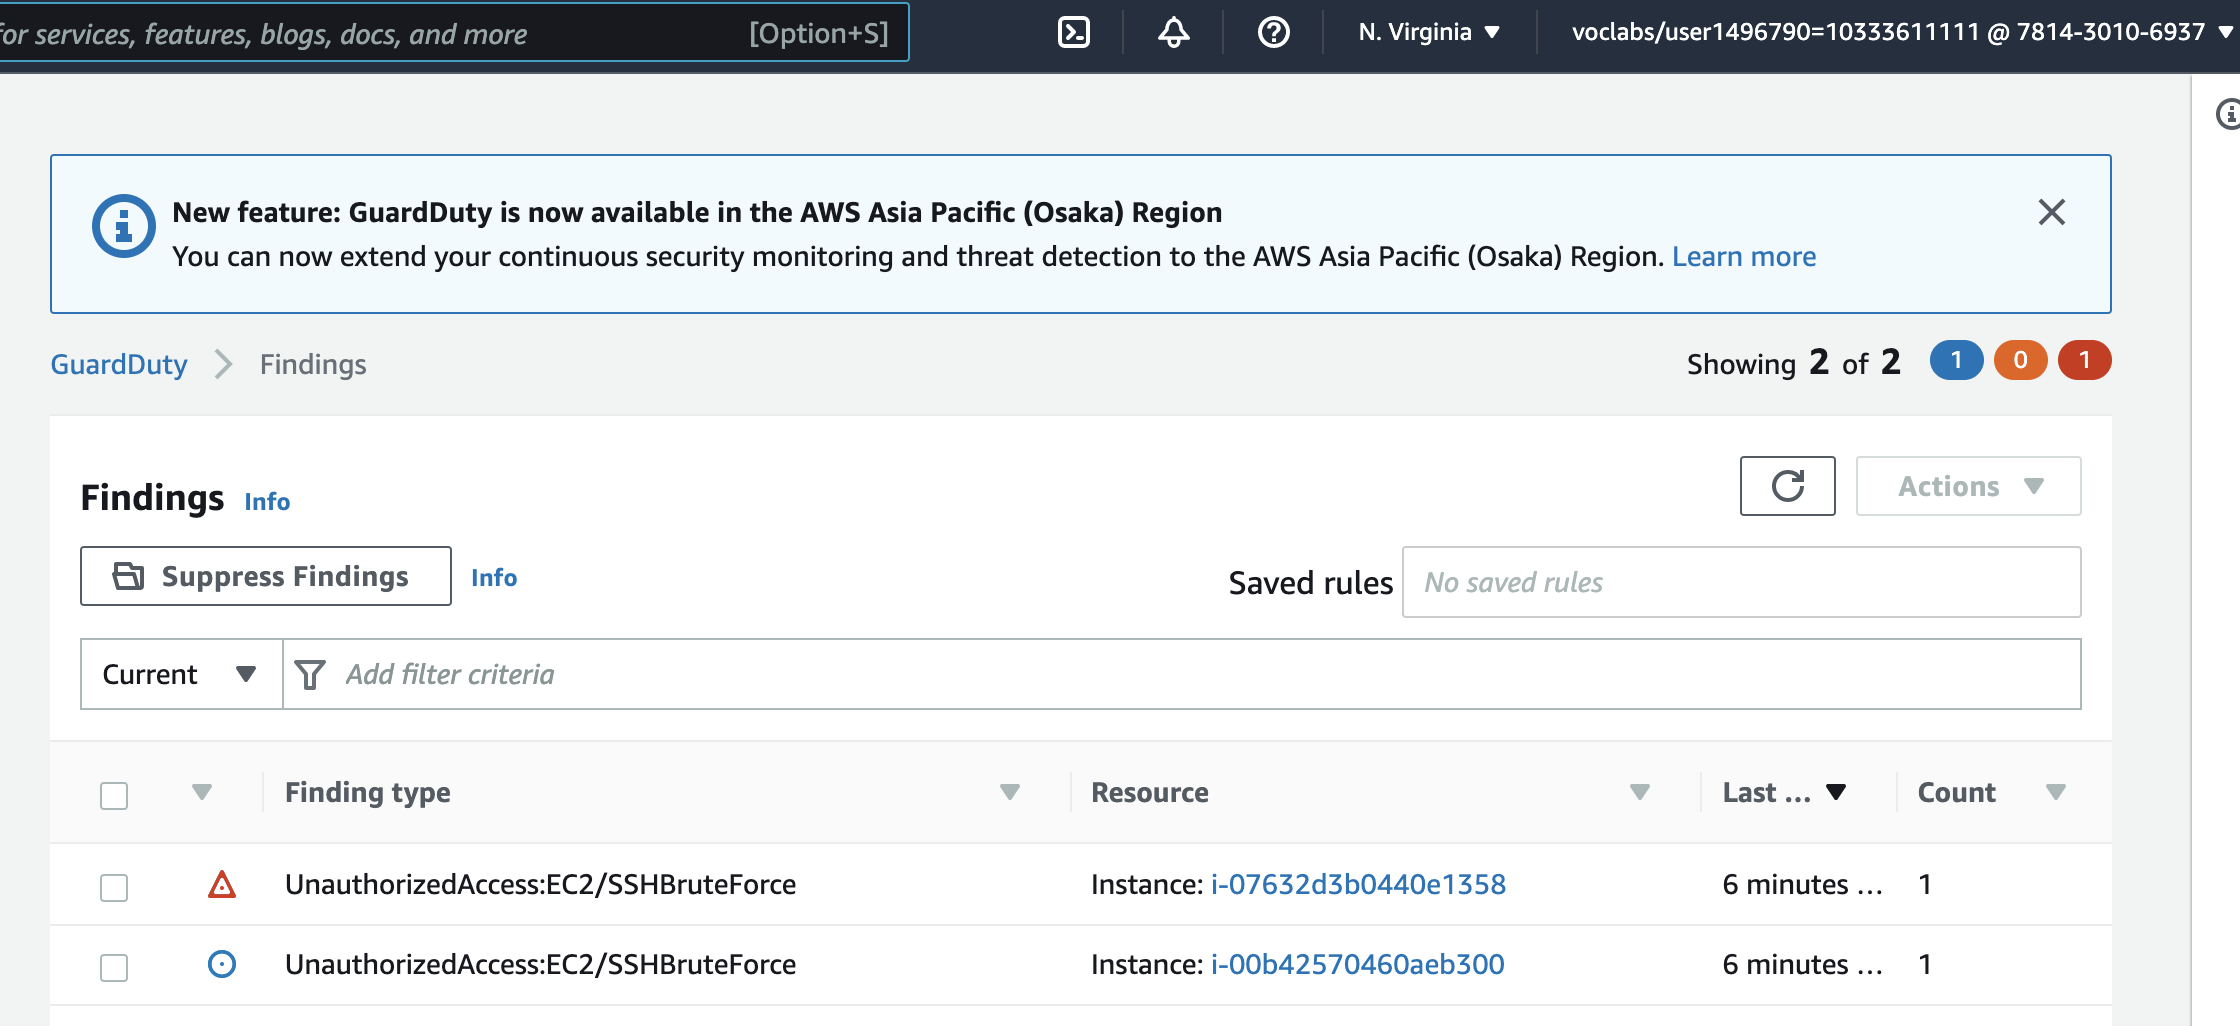 for services, features, blogs, docs, and more [Option+S] N. Virginia voclabs/user1496790=10333611111 @ 7814-3010-6937
New feature: GuardDuty is now available in the AWS Asia Pacific (Osaka) Region
You can now extend your continuous security monitoring and threat detection to the AWS Asia Pacific (Osaka) Region. Learn more
GuardDuty Findings Showing 2 of 2 1 0 1
Findings Info Actions
Suppress Findings Info Saved rules No saved rules
Current Add filter criteria
Finding type Resource Last ... Count
UnauthorizedAccess:EC2/SSHBruteForce Instance: i-07632d3b0440e1358 6 minutes ... 1
UnauthorizedAccess:EC2/SSHBruteForce Instance: i-00b42570460aeb300 6 minutes ... 1